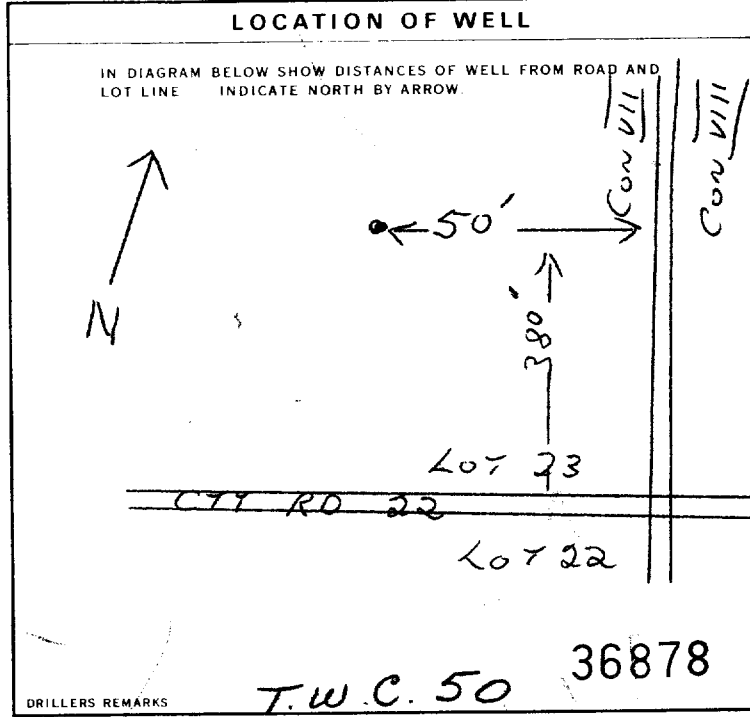 LOCATION OF WELL
IN DIAGRAM BELOW SHOW DISTANCES OF WELL FROM ROAD AND
LOT LINE INDICATE NORTH BY ARROW.
CON VII
CON VIII
50'
N
38'
LOT 23
CTY RD 22
LOT 22
36878
DRILLERS REMARKS
T.W.C. 50